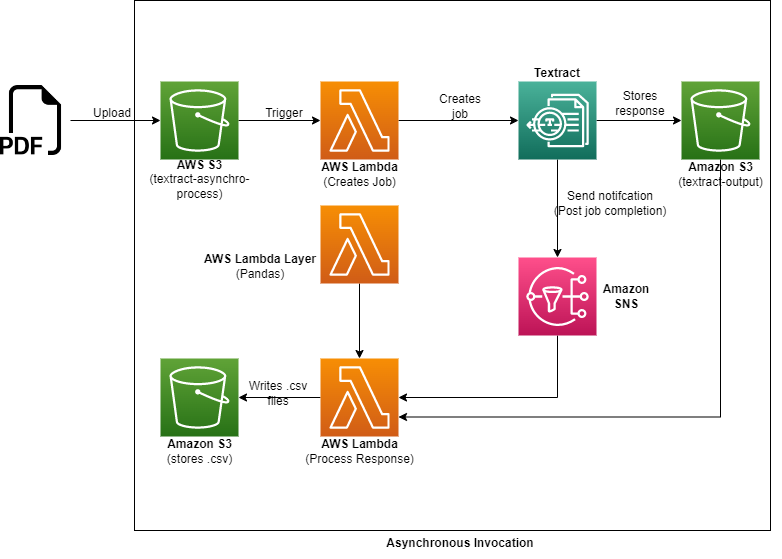 PDF
Upload
AWS S3
(textract-asynchro-
process)
Trigger
AWS Lambda
(Creates Job)
Creates
job
Textract
Stores
response
Amazon S3
(textract-output)
Send notifcation
(Post job completion)
AWS Lambda Layer
(Pandas)
Amazon
SNS
Writes .csv
files
Amazon S3
(stores .csv)
AWS Lambda
(Process Response)
Asynchronous Invocation